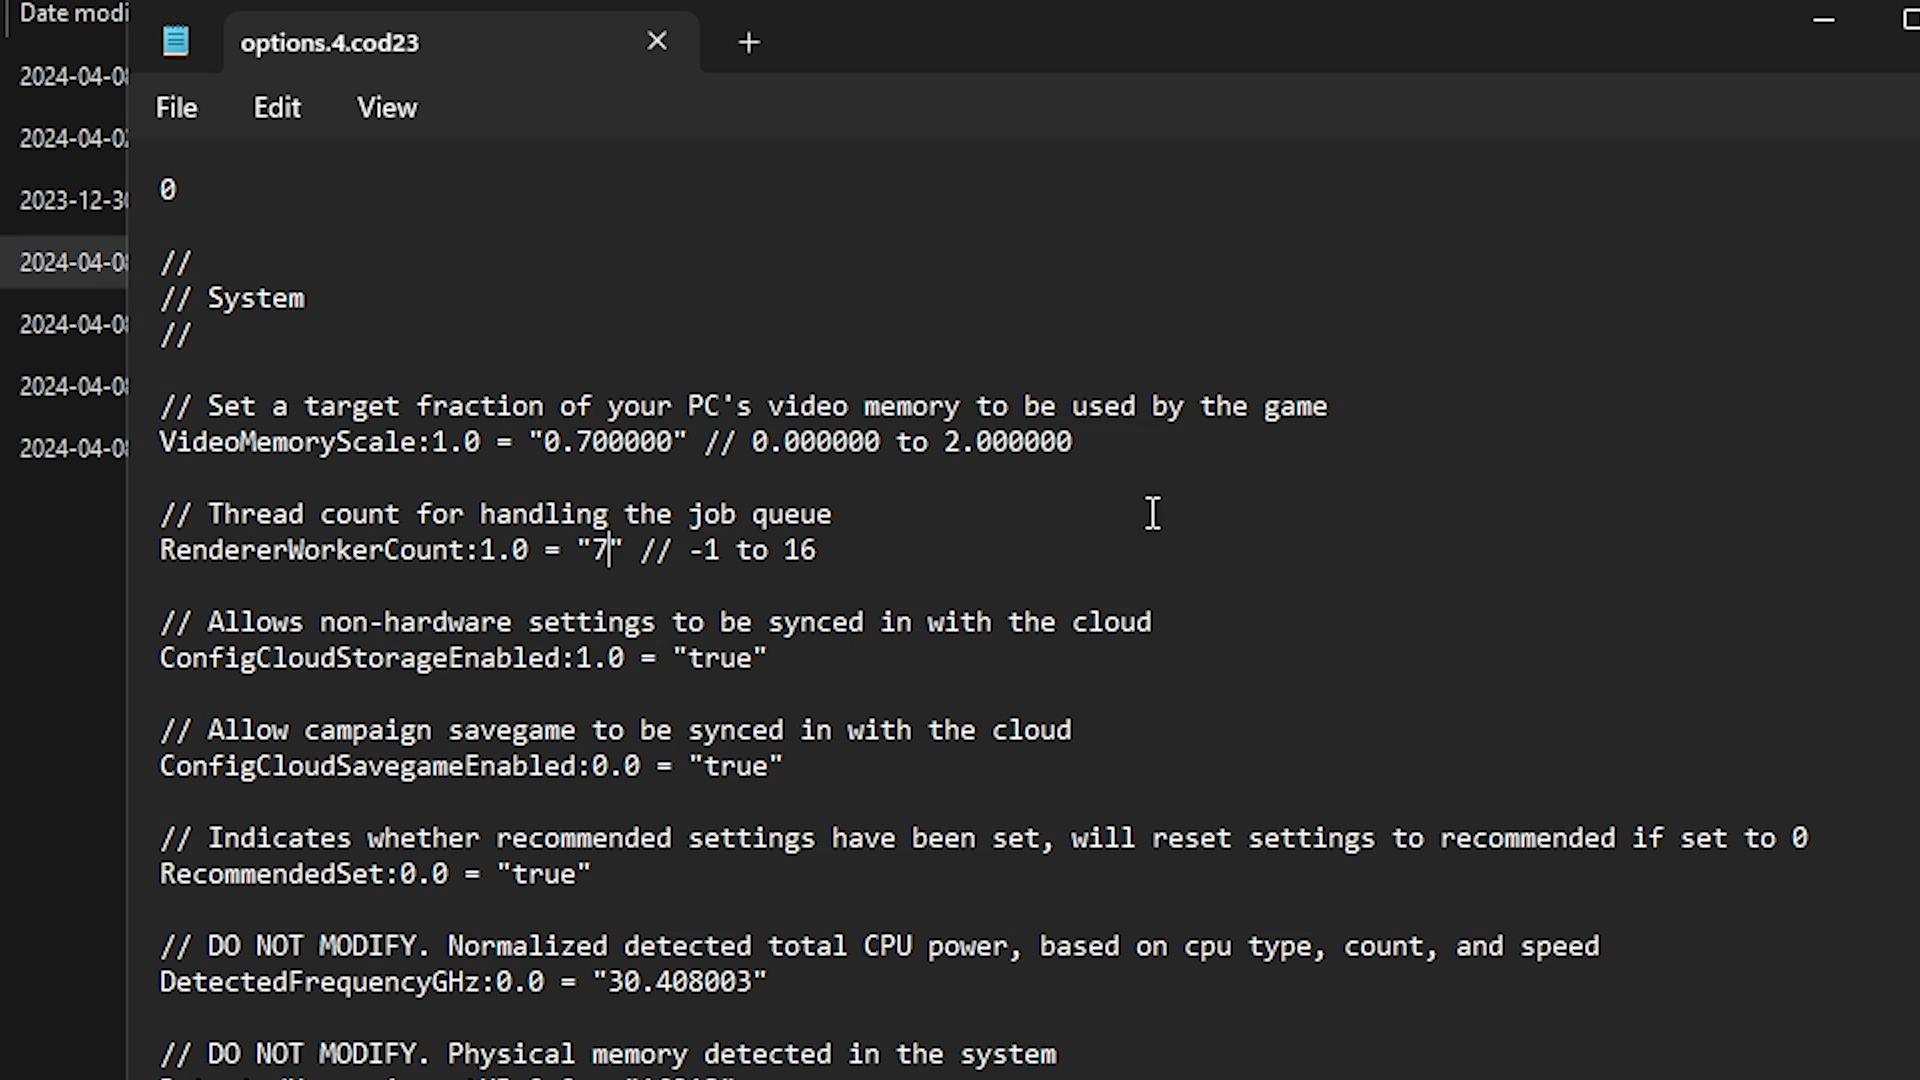 Date modi
2024-04-08
2024-04-02
2023-12-30
2024-04-08
2024-04-08
2024-04-08
2024-04-08
options.4.cod23
File Edit View
0
//
// System
//
// Set a target fraction of your PC's video memory to be used by the game
VideoMemoryScale:1.0 = "0.700000" // 0.000000 to 2.000000
// Thread count for handling the job queue
RendererWorkerCount:1.0 = "7" // -1 to 16
// Allows non-hardware settings to be synced in with the cloud
ConfigCloudStorageEnabled:1.0 = "true"
// Allow campaign savegame to be synced in with the cloud
ConfigCloudSavegameEnabled:0.0 = "true"
// Indicates whether recommended settings have been set, will reset settings to recommended if set to 0
RecommendedSet:0.0 = "true"
// DO NOT MODIFY. Normalized detected total CPU power, based on cpu type, count, and speed
DetectedFrequencyGHz:0.0 = "30.408003"
// DO NOT MODIFY. Physical memory detected in the system